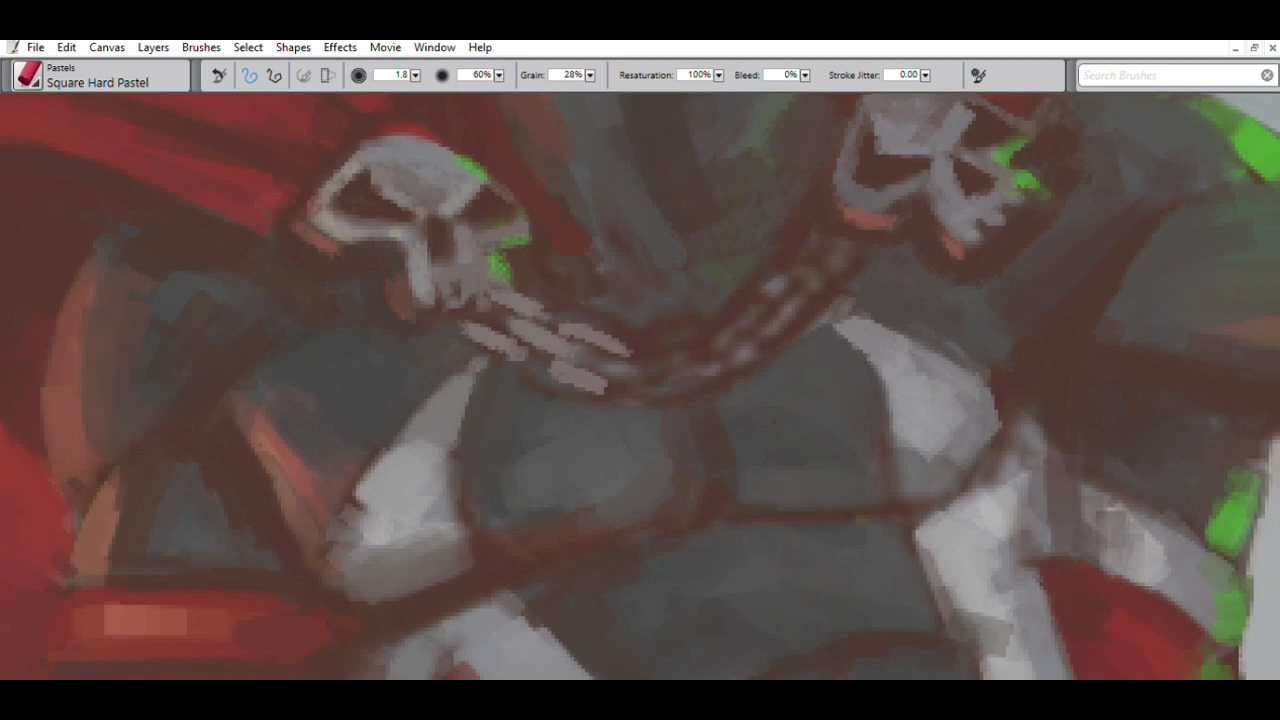 File Edit Canvas Layers Brushes Select Shapes Effects Movie Window Help
Pastels
Square Hard Pastel
1.8 60% Grain: 28% Resaturation: 100% Bleed: 0% Stroke Jitter: 0.00
Search Brushes